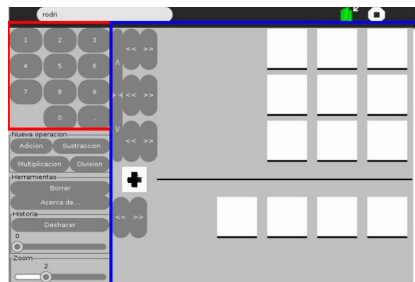 rodri
1 2 3
4 5 6
7 8 9
0 .
<< >>
<< >>
<< >>
Nueva operacion
Adicion Sustraccion
Multiplicacion Division
Herramientas
Borrar
Acerca de...
<< >>
Historia
Deshacer
0
Zoom
2